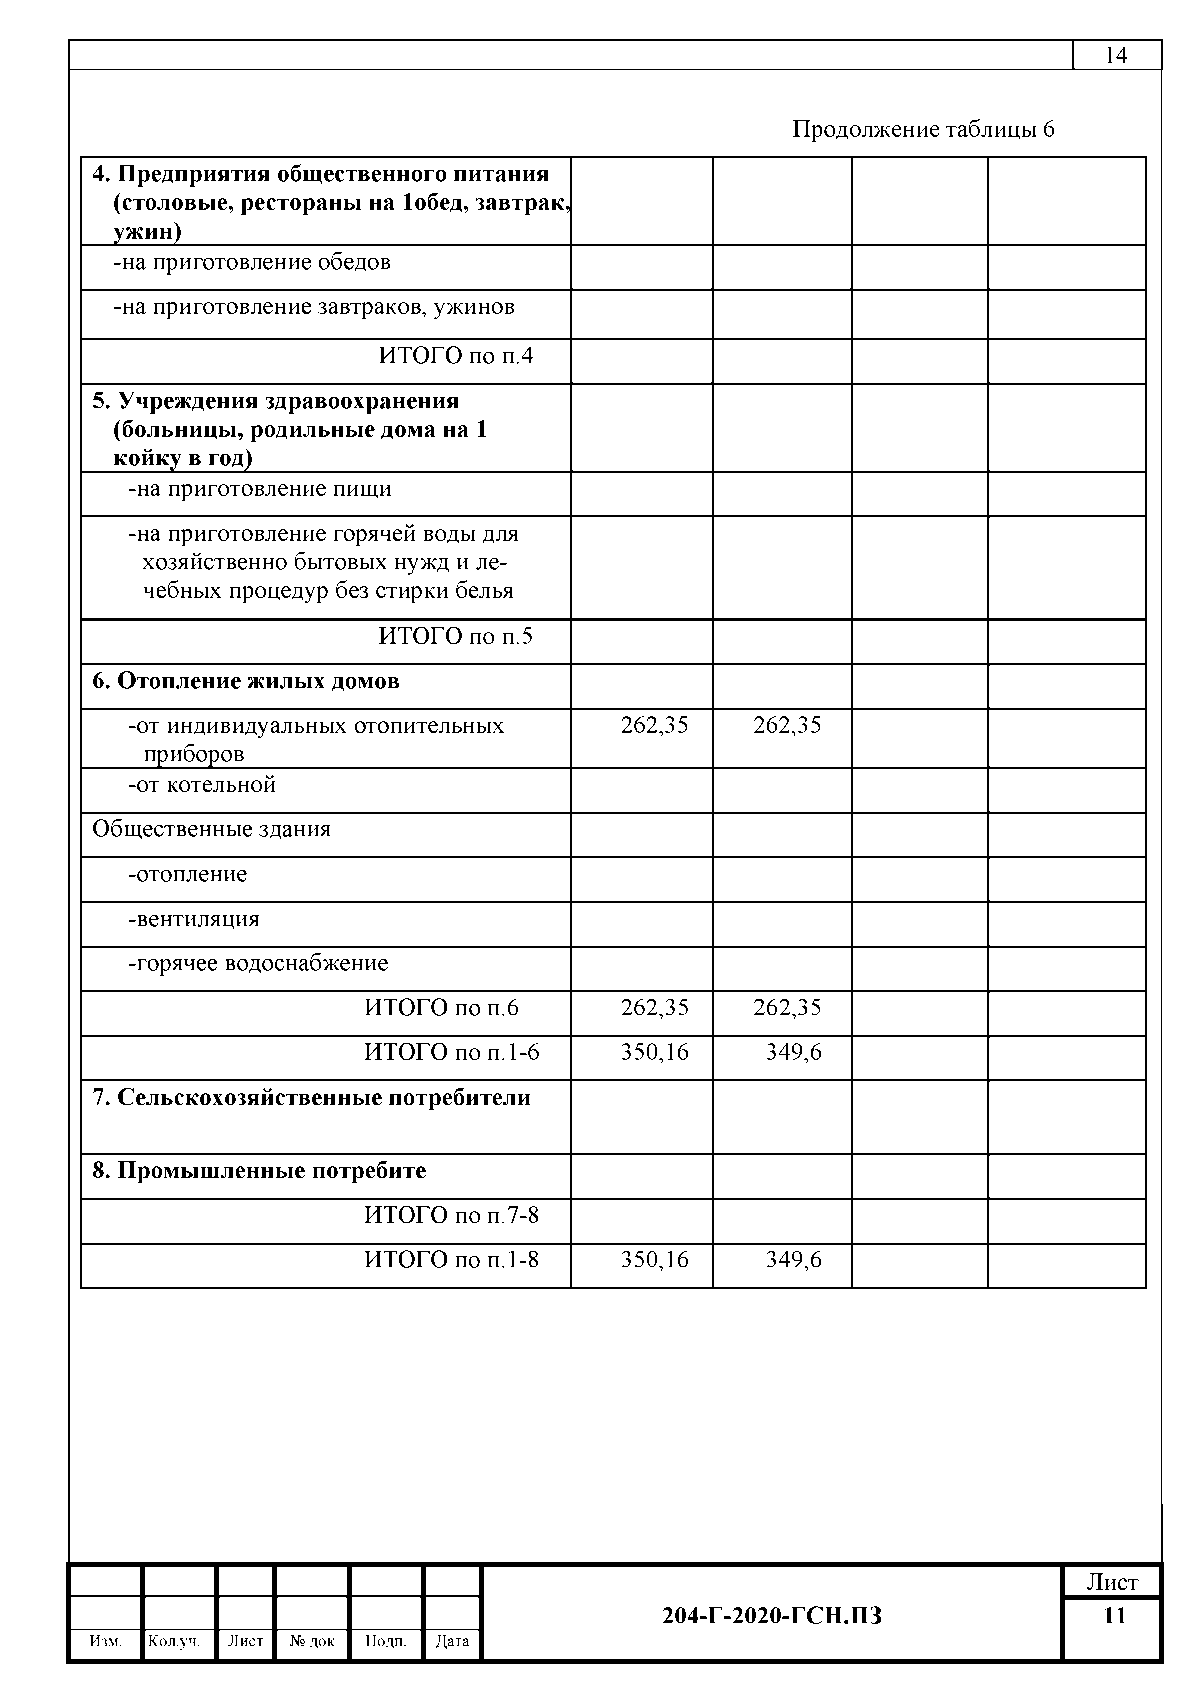 14
Продолжение таблицы 6
4. Предприятия общественного питания
(столовые, рестораны на 1обед, завтрак,
ужин)
-на приготовление обедов
-на приготовление завтраков, ужинов
ИТОГО по п.4
5. Учреждения здравоохранения
(больницы, родильные дома на 1
койку в год)
-на приготовление пищи
-на приготовление горячей воды для
хозяйственно бытовых нужд и ле-
чебных процедур без стирки белья
ИТОГО по п.5
6. Отопление жилых домов
-от индивидуальных отопительных 262,35 262,35
приборов
-от котельной
Общественные здания
-отопление
-вентиляция
-горячее водоснабжение
ИТОГО по п.6 262,35 262,35
ИТОГО по п.1-6 350,16 349,6
7. Сельскохозяйственные потребители
8. Промышленные потребите
ИТОГО по п.7-8
ИТОГО по п.1-8 350,16 349,6
Лист
204-Г-2020-ГСН.ПЗ 11
Изм. Кол.уч. Лист № док Подп. Дата